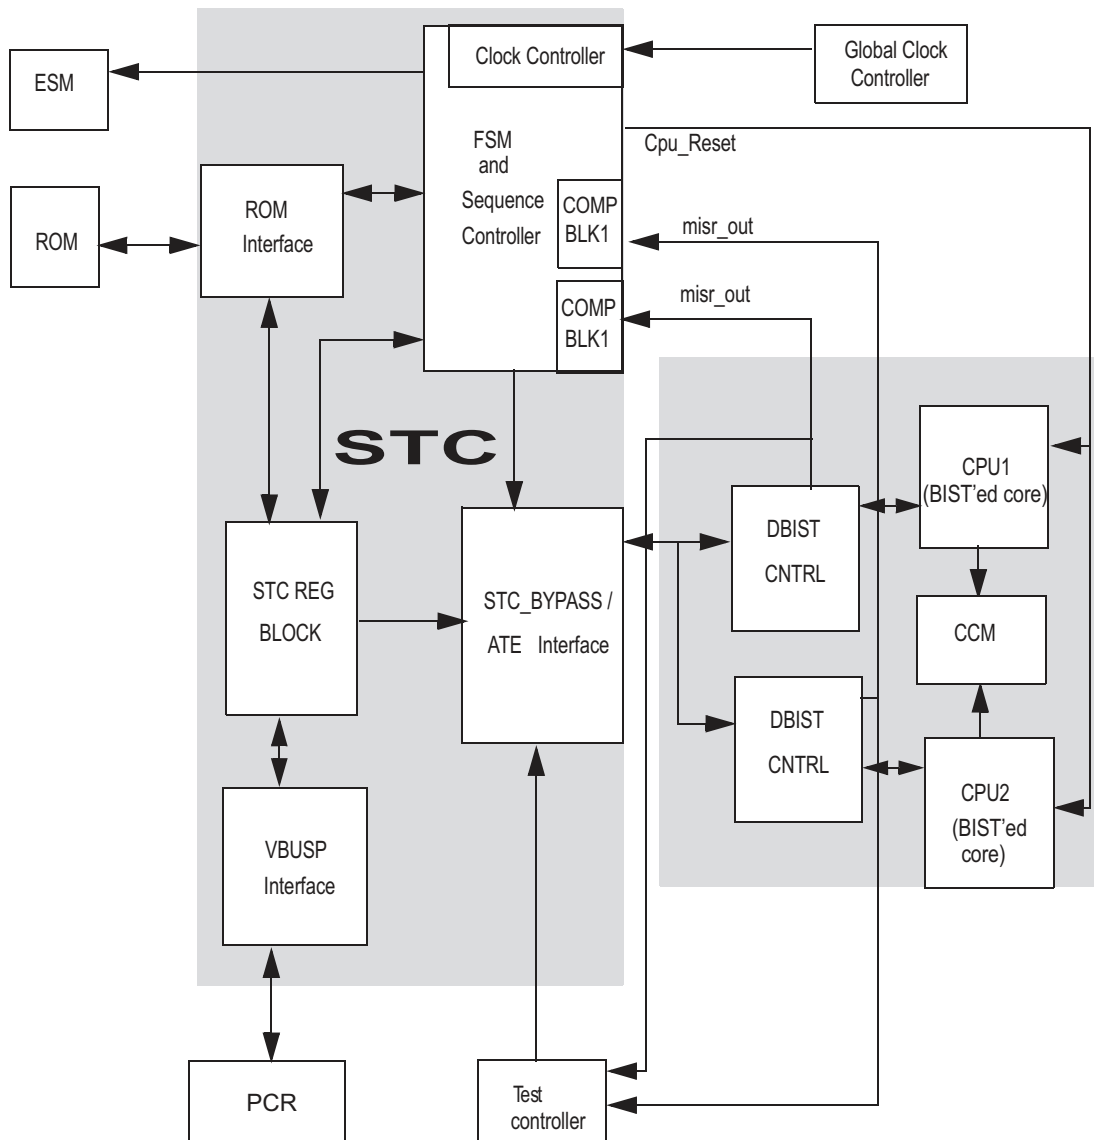 Clock Controller
Global Clock
Controller
ESM
FSM
and
Sequence
Controller
Cpu_Reset
ROM
Interface
ROM
COMP
BLK1
misr_out
COMP
BLK1
misr_out
STC
CPU1
(BIST'ed core)
DBIST
CNTRL
STC REG
BLOCK
STC_BYPASS /
ATE Interface
CCM
DBIST
CNTRL
CPU2
(BIST'ed
core)
VBUSP
Interface
PCR
Test
controller